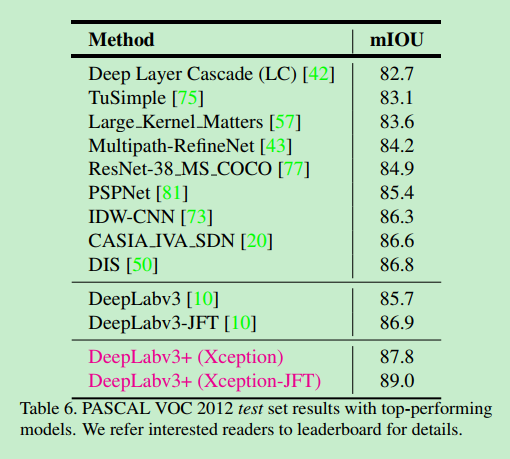 Method mIOU
Deep Layer Cascade (LC) [42] 82.7
TuSimple [75] 83.1
Large_Kernel_Matters [57] 83.6
Multipath-RefineNet [43] 84.2
ResNet-38_MS_COCO [77] 84.9
PSPNet [81] 85.4
IDW-CNN [73] 86.3
CASIA_IVA_SDN [20] 86.6
DIS [50] 86.8
DeepLabv3 [10] 85.7
DeepLabv3-JFT [10] 86.9
DeepLabv3+ (Xception) 87.8
DeepLabv3+ (Xception-JFT) 89.0
Table 6. PASCAL VOC 2012 test set results with top-performing
models. We refer interested readers to leaderboard for details.